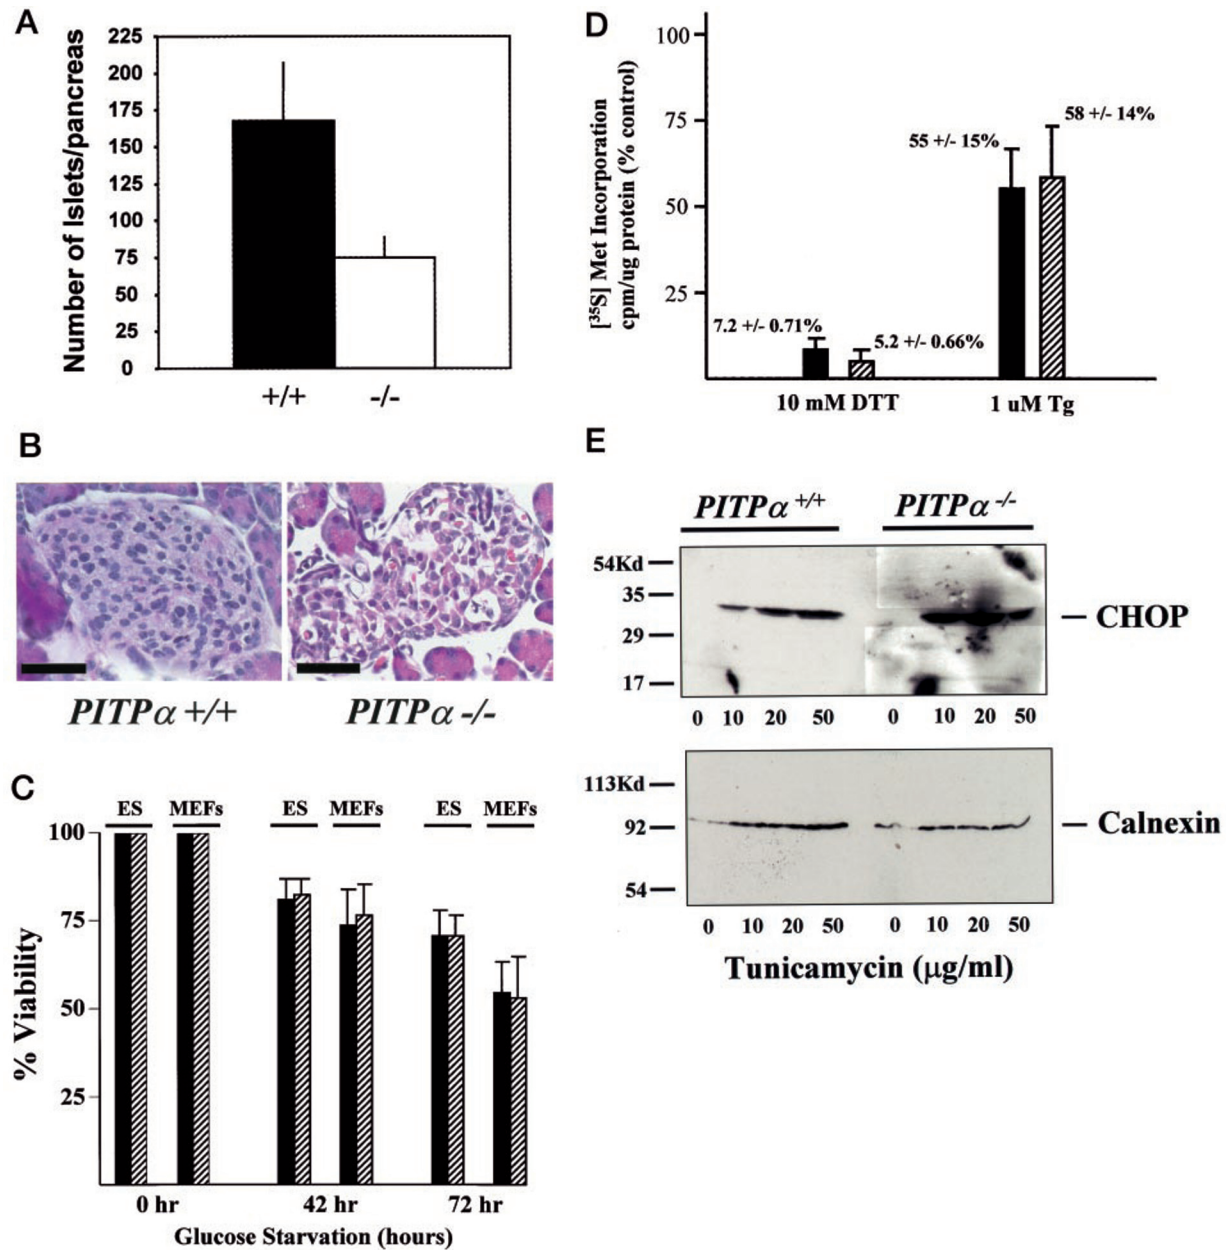 A
Number of Islets/pancreas
225
200
175
150
125
100
75
50
25
0
+/+ -/-
B
PITPα +/+ PITPα -/-
C
% Viability
100
75
50
25
ES MEFs ES MEFs ES MEFs
0 hr 42 hr 72 hr
Glucose Starvation (hours)
D
[³⁵S] Met Incorporation
cpm/ug protein (% control)
100
75
50
25
7.2 +/- 0.71%
5.2 +/- 0.66%
55 +/- 15%
58 +/- 14%
10 mM DTT 1 uM Tg
E
PITPα +/+ PITPα -/-
54Kd
35
29
17
CHOP
0 10 20 50 0 10 20 50
113Kd
92
54
Calnexin
0 10 20 50 0 10 20 50
Tunicamycin (µg/ml)